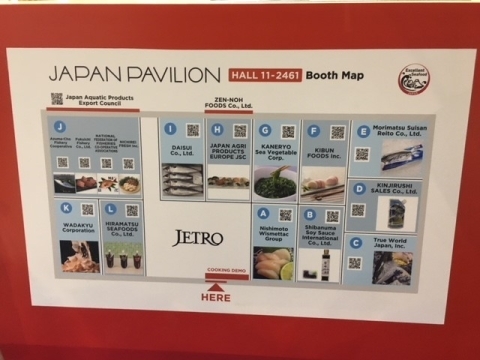 JAPAN PAVILION HALL 11-2461 Booth Map
Excellent Seafood
Japan Aquatic Products
Export Council
ZEN-NOH
FOODS Co., Ltd.
J
I
DAISUI
Co., Ltd.
H
JAPAN AGRI
PRODUCTS
EUROPE JSC
G
KANERYO
Sea Vegetable
Corp.
F
KIBUN
FOODS Inc.
E
Morimatsu Suisan
Reito Co., Ltd.
D
KINJIRUSHI
SALES Co., Ltd.
K
WADAKYU
Corporation
L
HIRAMATSU
SEAFOODS
Co., Ltd.
JETRO
A
Nishimoto
Wismettac
Group
B
Shibanuma
Soy Sauce
International
Co., Ltd.
C
True World
Japan, Inc.
COOKING DEMO
HERE